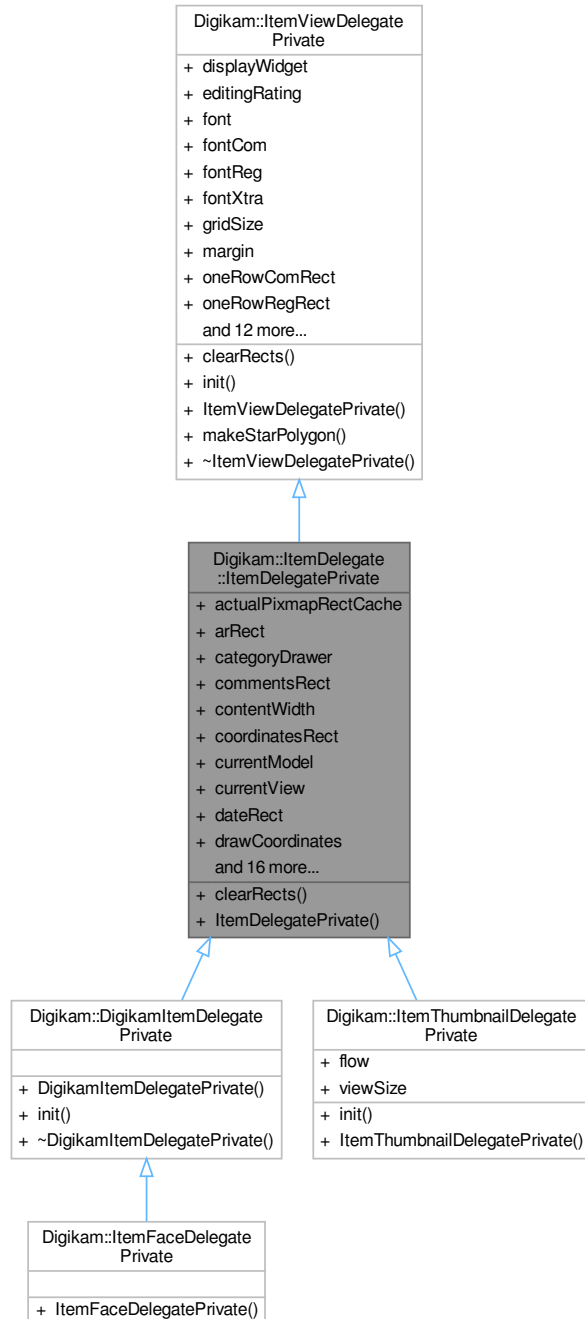 Digikam::ItemViewDelegate
Private
+ displayWidget
+ editingRating
+ font
+ fontCom
+ fontReg
+ fontXtra
+ gridSize
+ margin
+ oneRowComRect
+ oneRowRegRect
and 12 more...
+ clearRects()
+ init()
+ ItemViewDelegatePrivate()
+ makeStarPolygon()
+ ~ItemViewDelegatePrivate()
Digikam::ItemDelegate
::ItemDelegatePrivate
+ actualPixmapRectCache
+ arRect
+ categoryDrawer
+ commentsRect
+ contentWidth
+ coordinatesRect
+ currentModel
+ currentView
+ dateRect
+ drawCoordinates
and 16 more...
+ clearRects()
+ ItemDelegatePrivate()
Digikam::DigikamItemDelegate
Private
+ DigikamItemDelegatePrivate()
+ init()
+ ~DigikamItemDelegatePrivate()
Digikam::ItemThumbnailDelegate
Private
+ flow
+ viewSize
+ init()
+ ItemThumbnailDelegatePrivate()
Digikam::ItemFaceDelegate
Private
+ ItemFaceDelegatePrivate()